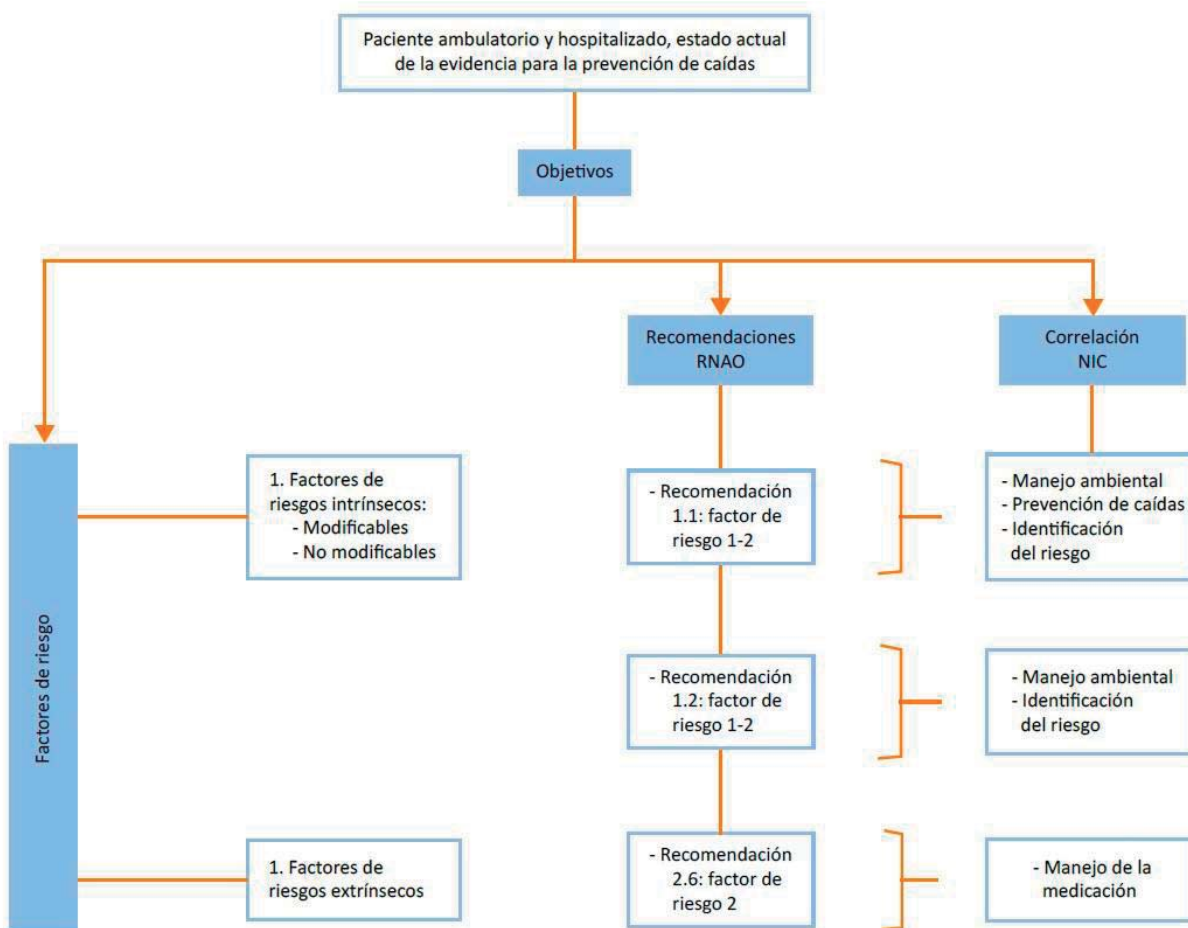 Paciente ambulatorio y hospitalizado, estado actual
de la evidencia para la prevención de caídas
Objetivos
Recomendaciones
RNAO
Correlación
NIC
Factores de riesgo
1. Factores de
riesgos intrínsecos:
- Modificables
- No modificables
- Recomendación
1.1: factor de
riesgo 1-2
- Manejo ambiental
- Prevención de caídas
- Identificación
del riesgo
- Recomendación
1.2: factor de
riesgo 1-2
- Manejo ambiental
- Identificación
del riesgo
1. Factores de
riesgos extrínsecos
- Recomendación
2.6: factor de
riesgo 2
- Manejo de la
medicación